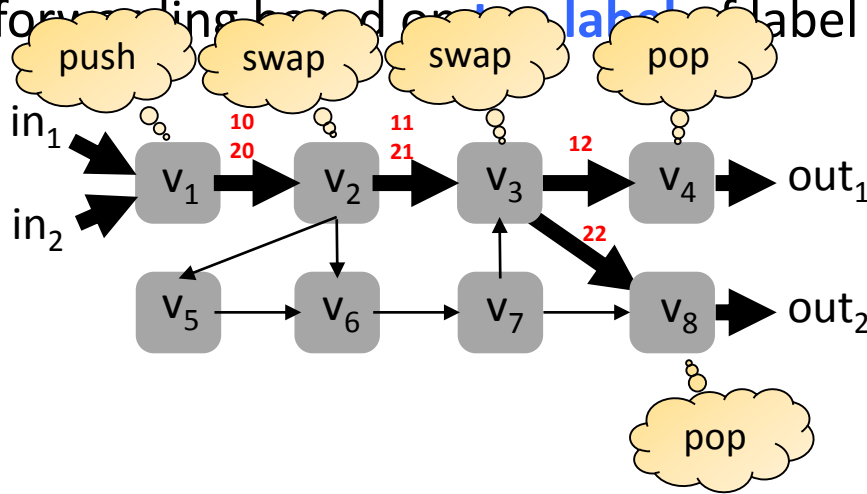 label label
push swap swap pop
in1
10 11
20 21 12
v1 v2 v3 v4 out1
in2
22
v5 v6 v7 v8 out2
pop